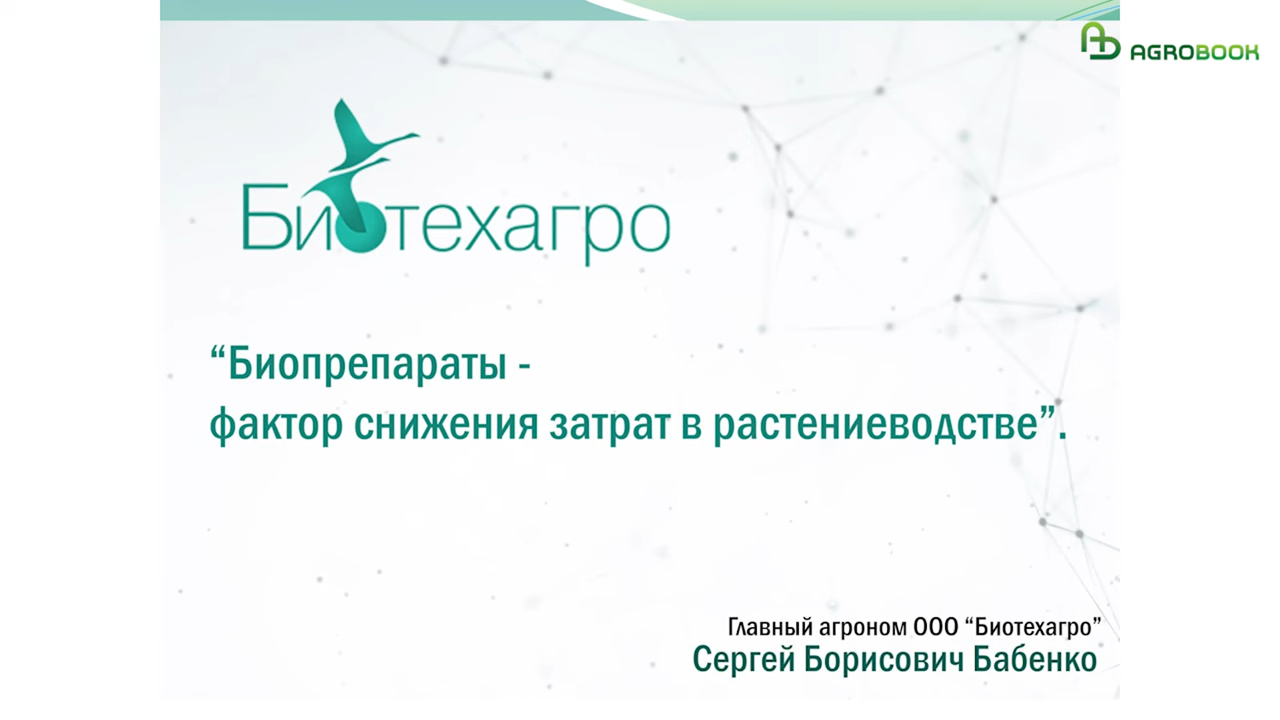 AGROBOOK
Биотехагро
“Биопрепараты -
фактор снижения затрат в растениеводстве”.
Главный агроном ООО “Биотехагро”
Сергей Борисович Бабенко